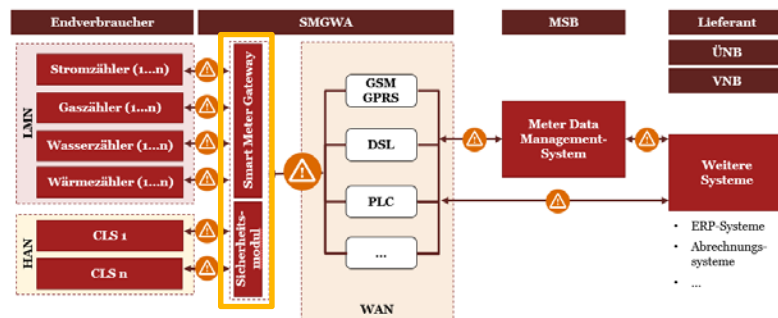 Endverbraucher
SMGWA
MSB
Lieferant
ÜNB
VNB
LMN
Stromzähler (1...n)
Gaszähler (1...n)
Wasserzähler (1...n)
Wärmezähler (1...n)
HAN
CLS 1
CLS n
Smart Meter Gateway
Sicherheits-
modul
GSM
GPRS
DSL
PLC
...
WAN
Meter Data
Management-
System
Weitere
Systeme
• ERP-Systeme
• Abrechnungs-
systeme
• ...